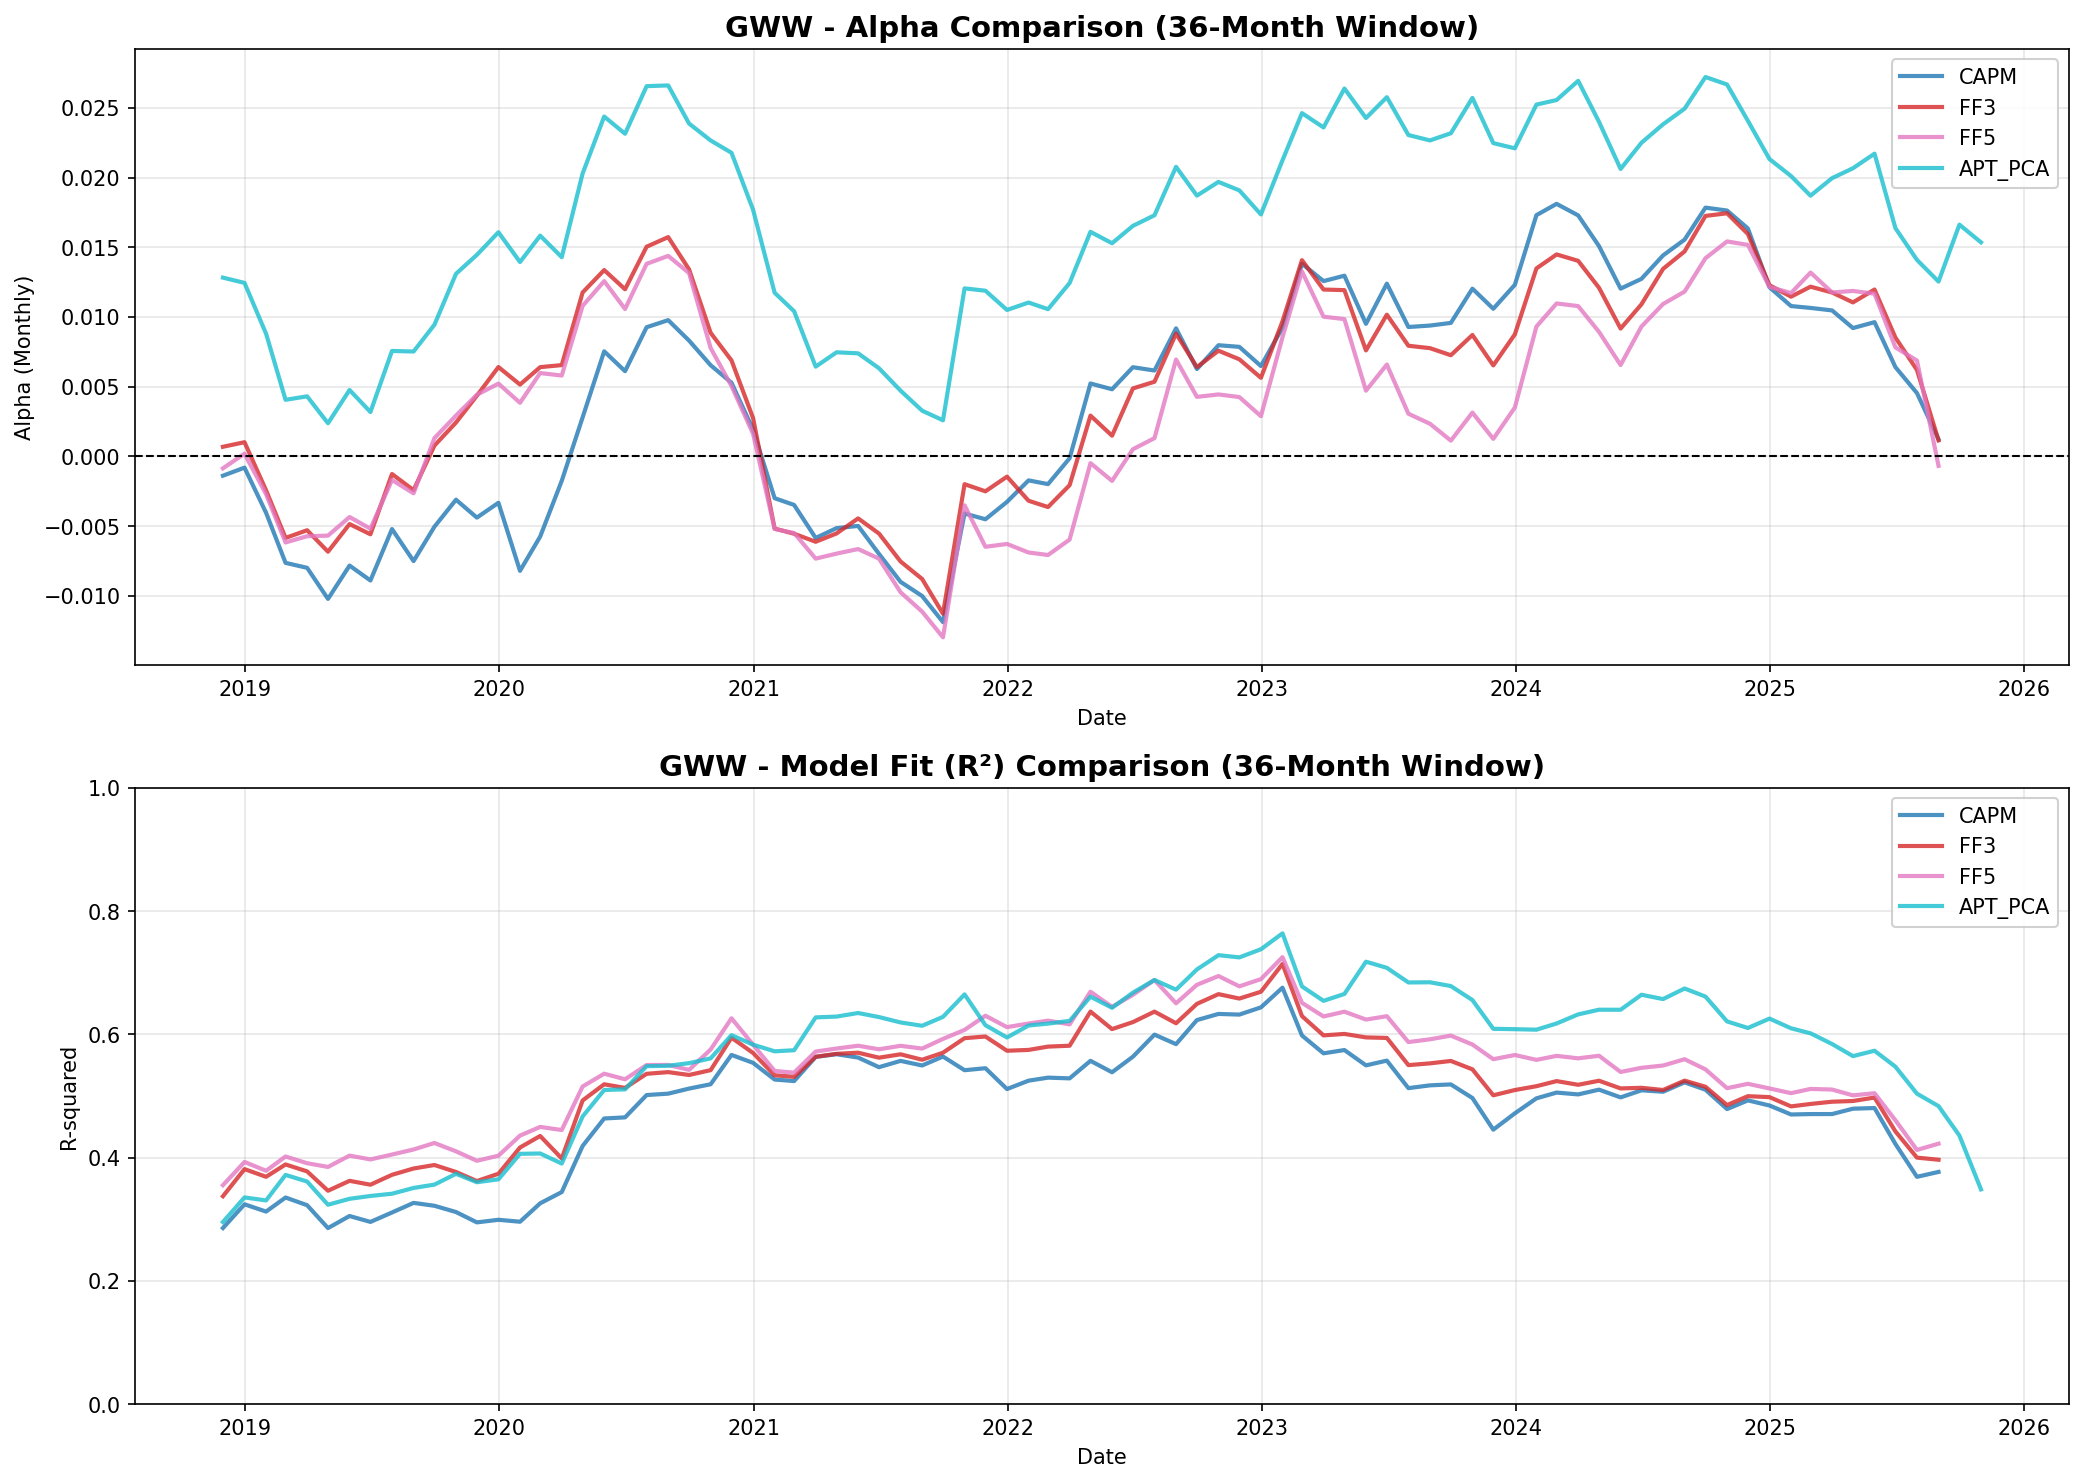 GWW - Alpha Comparison (36-Month Window)
Alpha (Monthly)
0.025
0.020
0.015
0.010
0.005
0.000
−0.005
−0.010
CAPM
FF3
FF5
APT_PCA
2019 2020 2021 2022 2023 2024 2025 2026
Date
GWW - Model Fit (R²) Comparison (36-Month Window)
R-squared
1.0
0.8
0.6
0.4
0.2
0.0
CAPM
FF3
FF5
APT_PCA
2019 2020 2021 2022 2023 2024 2025 2026
Date